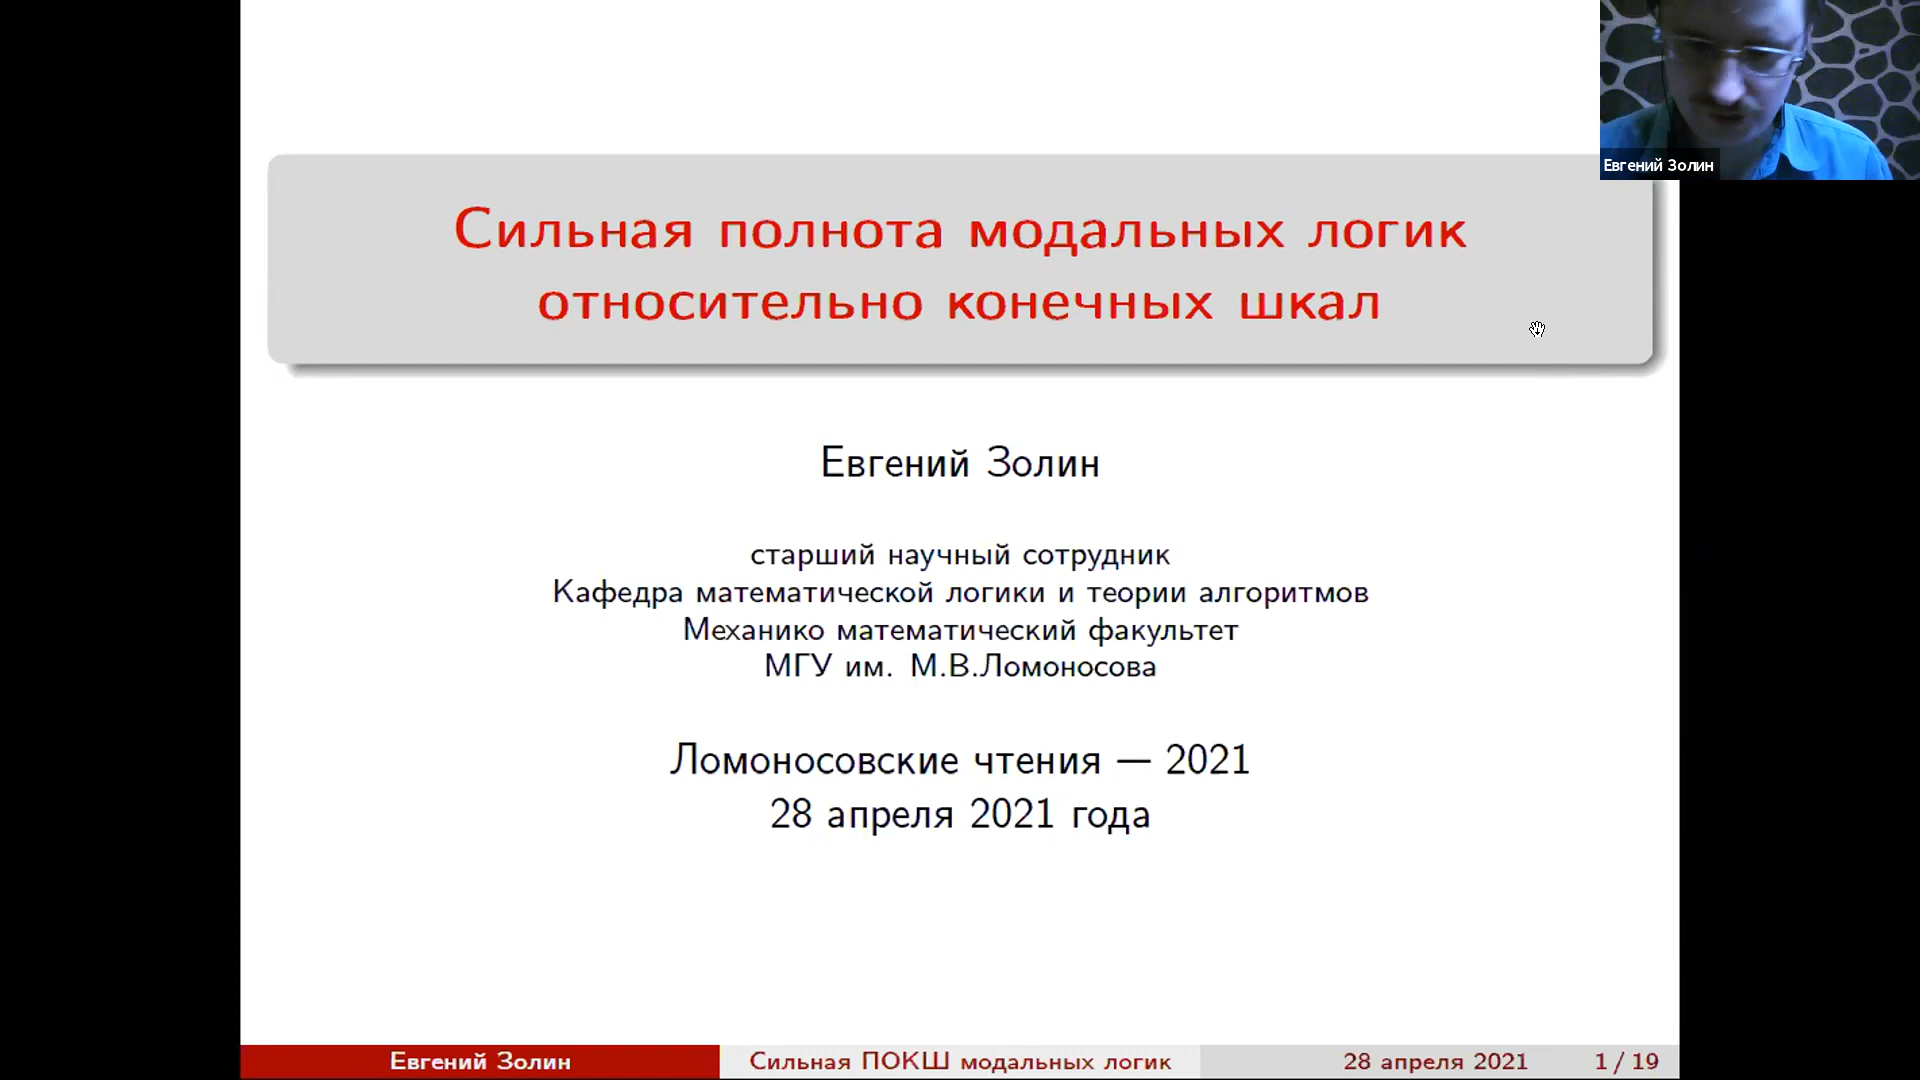 Евгений Золин
Сильная полнота модальных логик
относительно конечных шкал
Евгений Золин
старший научный сотрудник
Кафедра математической логики и теории алгоритмов
Механико математический факультет
МГУ им. М.В.Ломоносова
Ломоносовские чтения — 2021
28 апреля 2021 года
Евгений Золин
Сильная ПОКШ модальных логик
28 апреля 2021
1 / 19